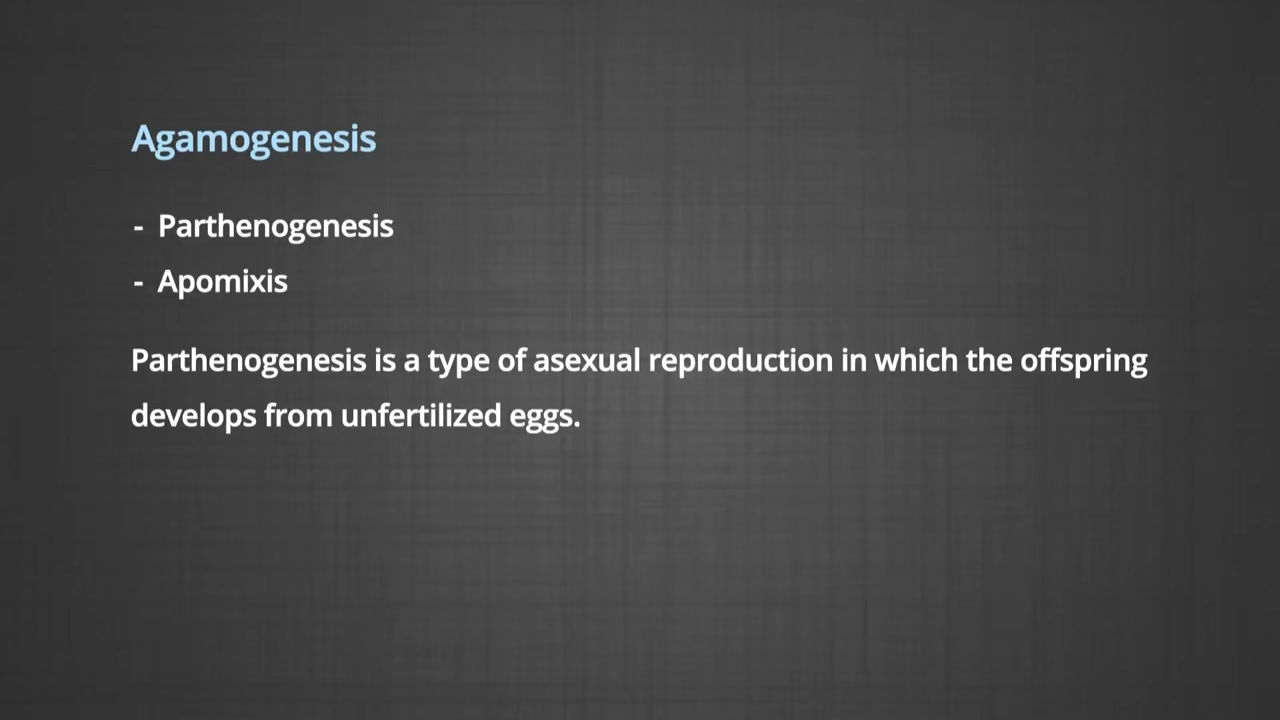 Agamogenesis
- Parthenogenesis
- Apomixis
Parthenogenesis is a type of asexual reproduction in which the offspring
develops from unfertilized eggs.